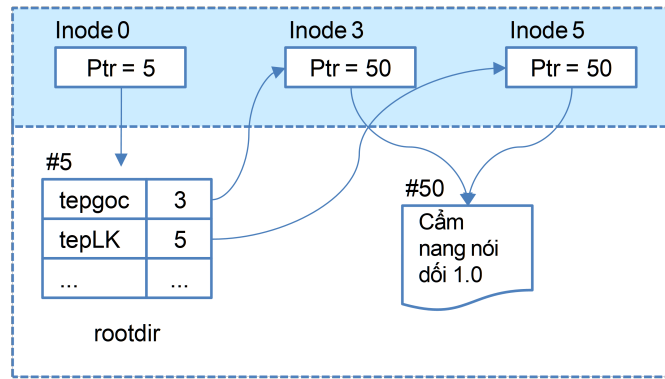 Inode 0
Inode 3
Inode 5
Ptr = 5
Ptr = 50
Ptr = 50
#5
tepgoc 3
tepLK 5
... ...
rootdir
#50
Cẩm
nang nói
dối 1.0